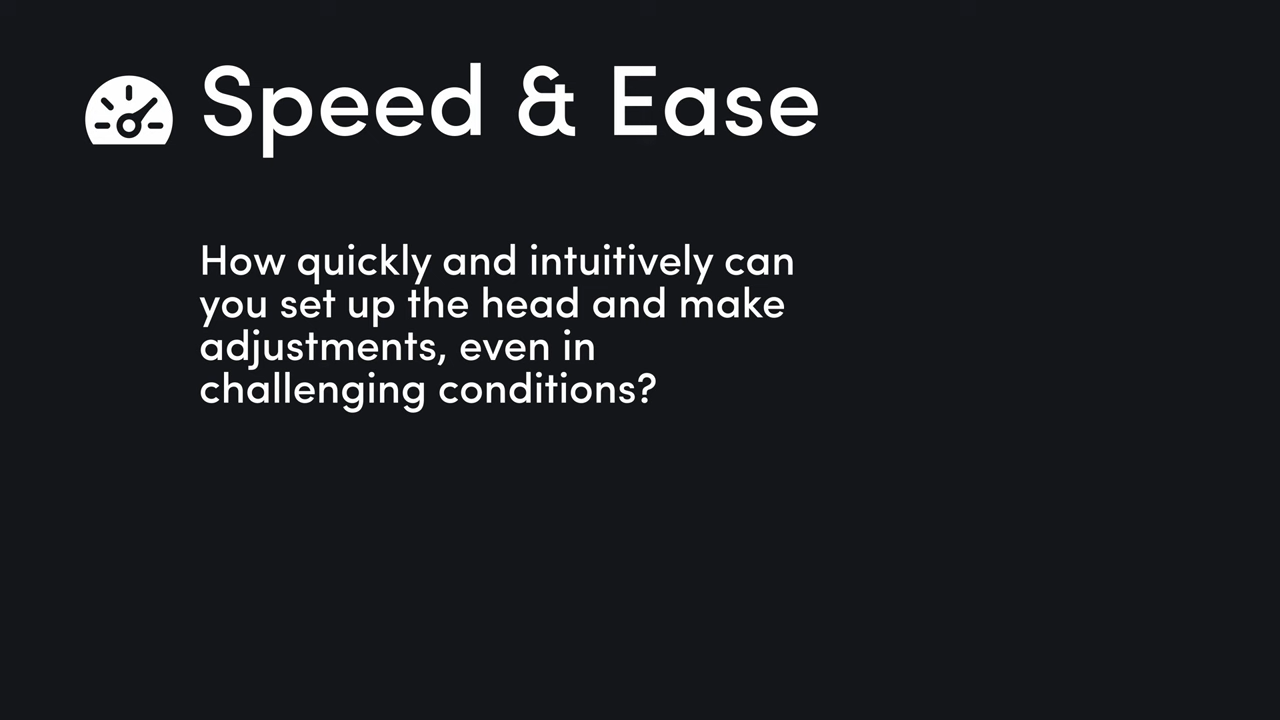 Speed & Ease
How quickly and intuitively can
you set up the head and make
adjustments, even in
challenging conditions?